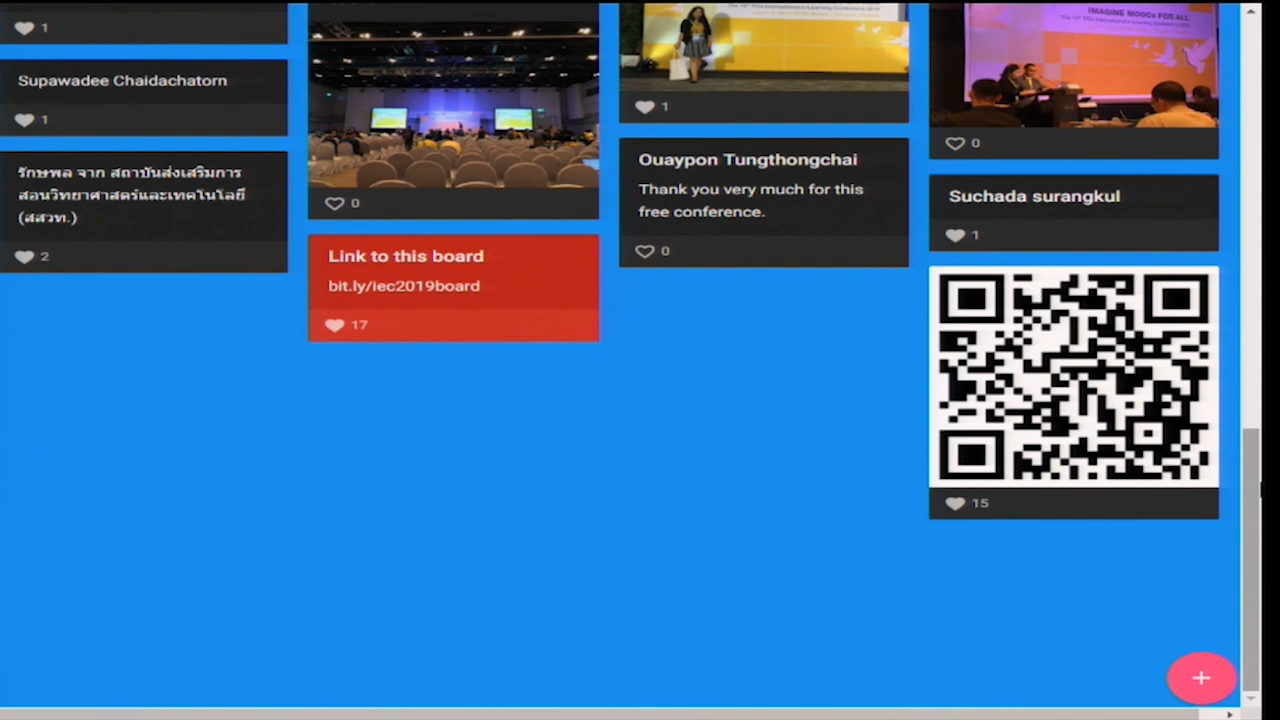 1
Supawadee Chaidachatorn
1
รักษพล จาก สถาบันส่งเสริมการ
สอนวิทยาศาสตร์และเทคโนโลยี
(สสวท.)
2
0
Link to this board
bit.ly/iec2019board
17
1
Ouaypon Tungthongchai
Thank you very much for this
free conference.
0
IMAGINE MOOCs FOR ALL
0
Suchada surangkul
1
15
+